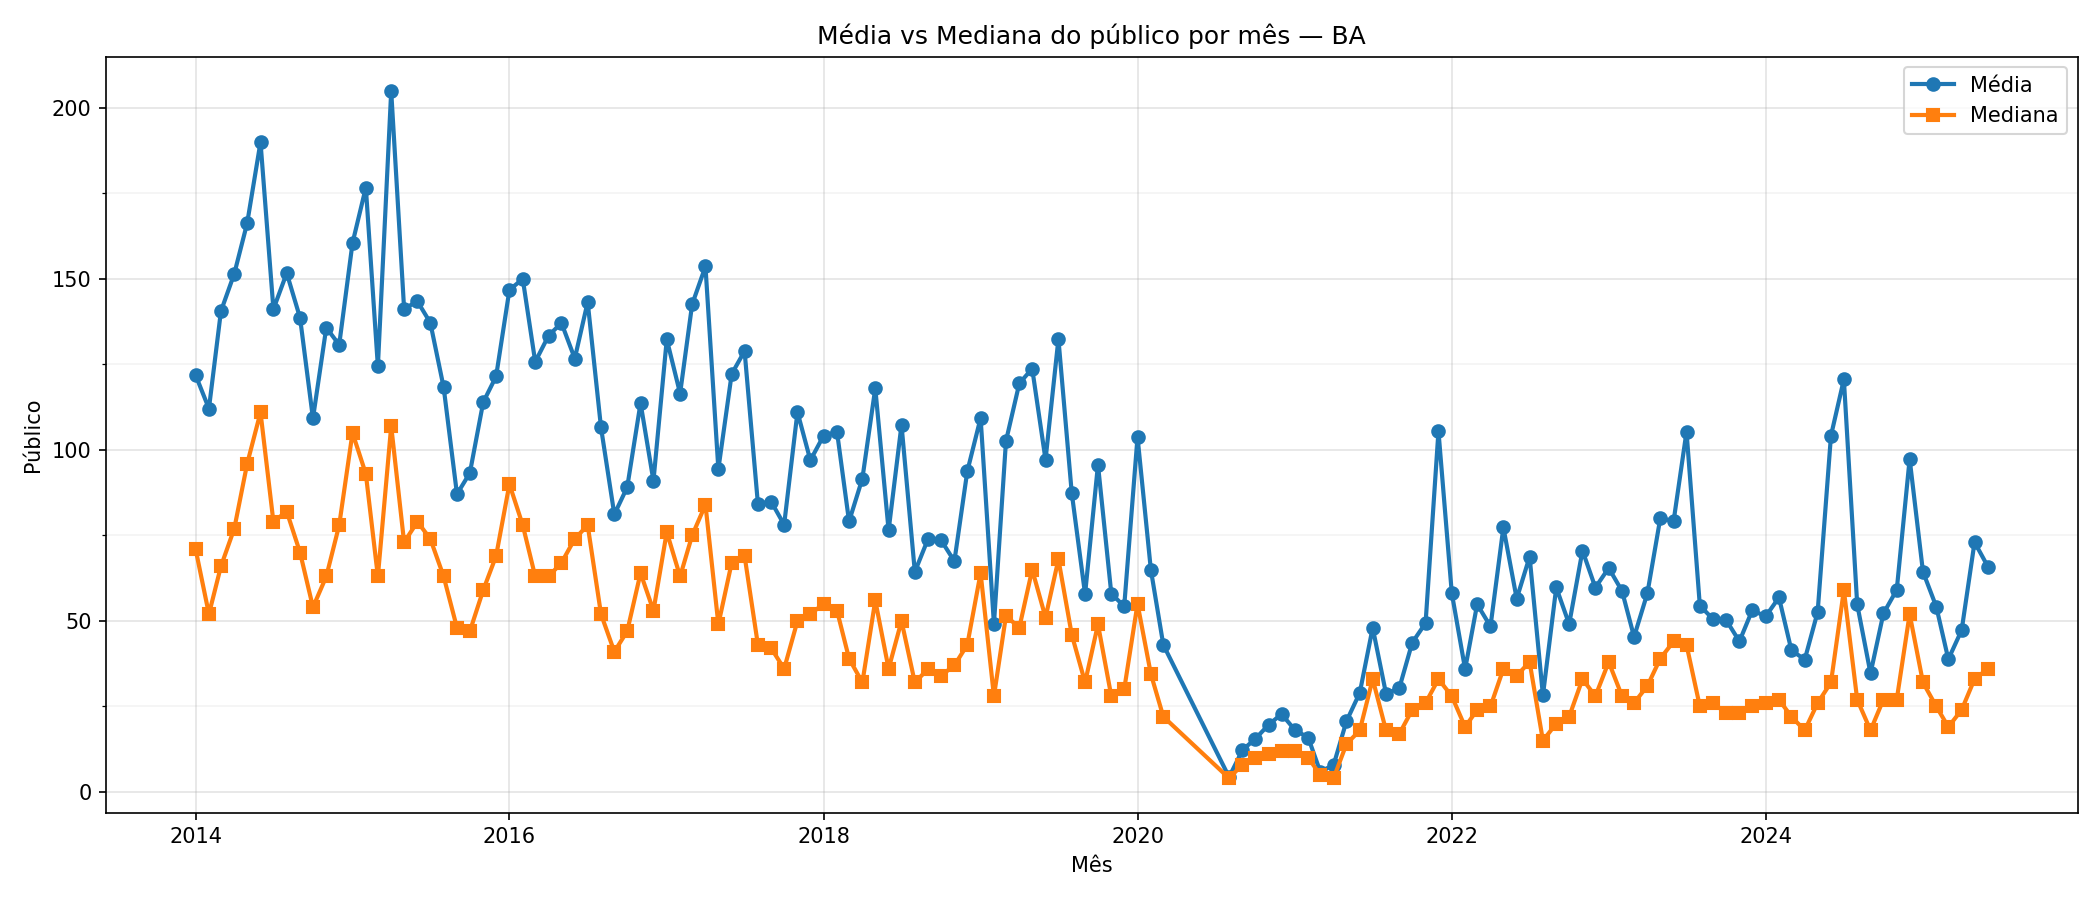 Média vs Mediana do público por mês — BA
Média
Mediana
Público
200
150
100
50
0
2014 2016 2018 2020 2022 2024
Mês